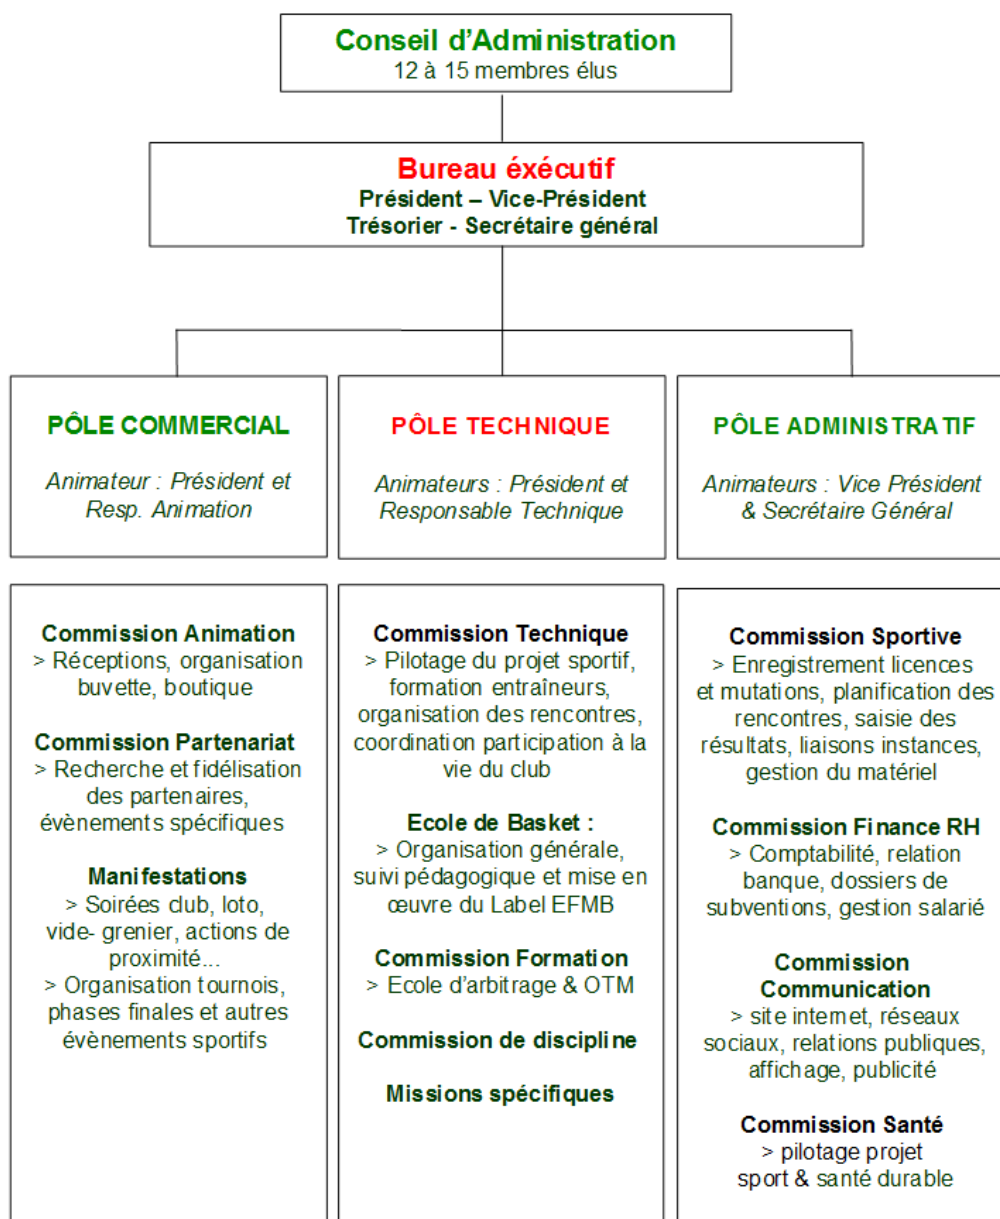 Conseil d'Administration
12 à 15 membres élus
Bureau éxécutif
Président – Vice-Président
Trésorier - Secrétaire général
PÔLE COMMERCIAL
Animateur : Président et
Resp. Animation
PÔLE TECHNIQUE
Animateurs : Président et
Responsable Technique
PÔLE ADMINISTRATIF
Animateurs : Vice Président
& Secrétaire Général
Commission Animation
> Réceptions, organisation
buvette, boutique
Commission Partenariat
> Recherche et fidélisation
des partenaires,
évènements spécifiques
Manifestations
> Soirées club, loto,
vide- grenier, actions de
proximité...
> Organisation tournois,
phases finales et autres
évènements sportifs
Commission Technique
> Pilotage du projet sportif,
formation entraîneurs,
organisation des rencontres,
coordination participation à la
vie du club
Ecole de Basket :
> Organisation générale,
suivi pédagogique et mise en
œuvre du Label EFMB
Commission Formation
> Ecole d'arbitrage & OTM
Commission de discipline
Missions spécifiques
Commission Sportive
> Enregistrement licences
et mutations, planification des
rencontres, saisie des
résultats, liaisons instances,
gestion du matériel
Commission Finance RH
> Comptabilité, relation
banque, dossiers de
subventions, gestion salarié
Commission
Communication
> site internet, réseaux
sociaux, relations publiques,
affichage, publicité
Commission Santé
> pilotage projet
sport & santé durable